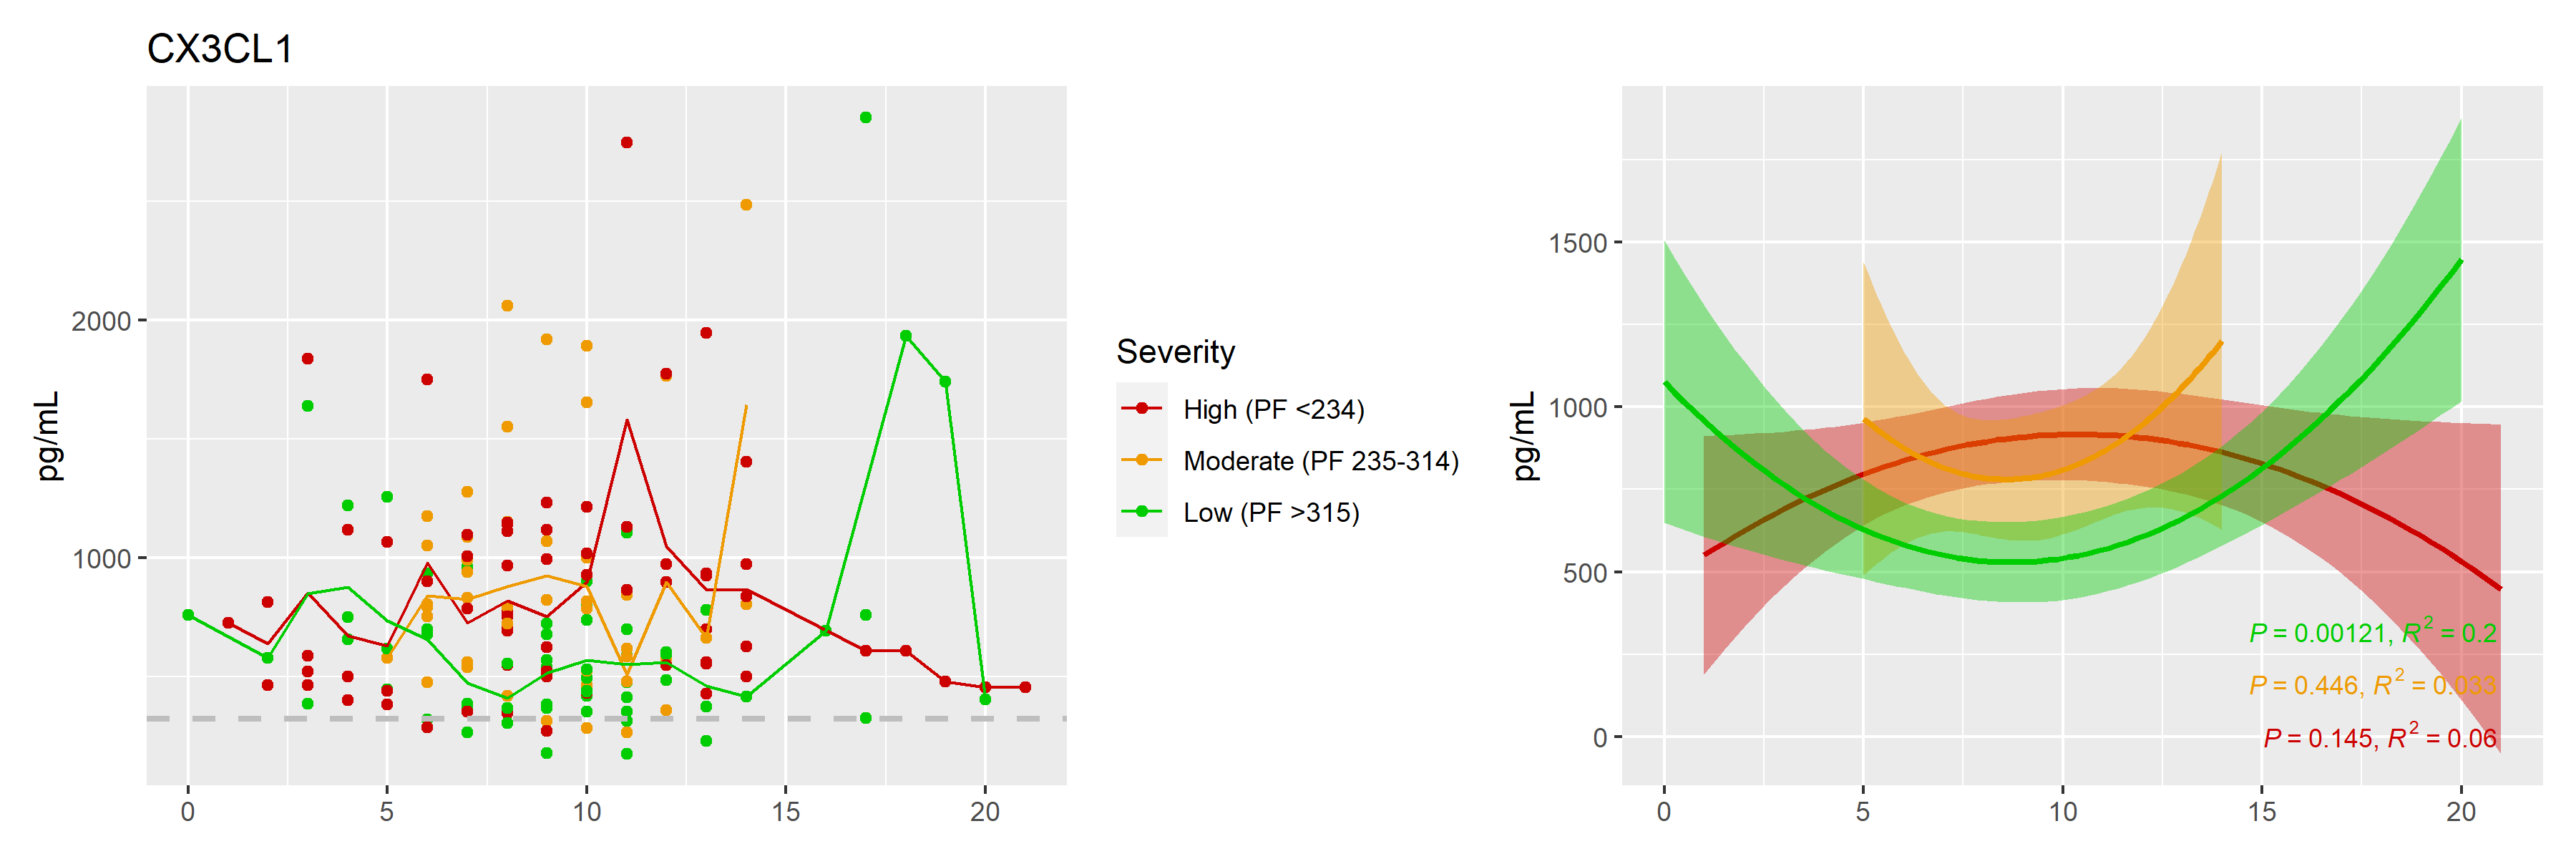 CX3CL1
pg/mL
2000
1000
0 5 10 15 20
Severity
High (PF <234)
Moderate (PF 235-314)
Low (PF >315)
pg/mL
1500
1000
500
0
P = 0.00121, R² = 0.2
P = 0.446, R² = 0.033
P = 0.145, R² = 0.06
0 5 10 15 20